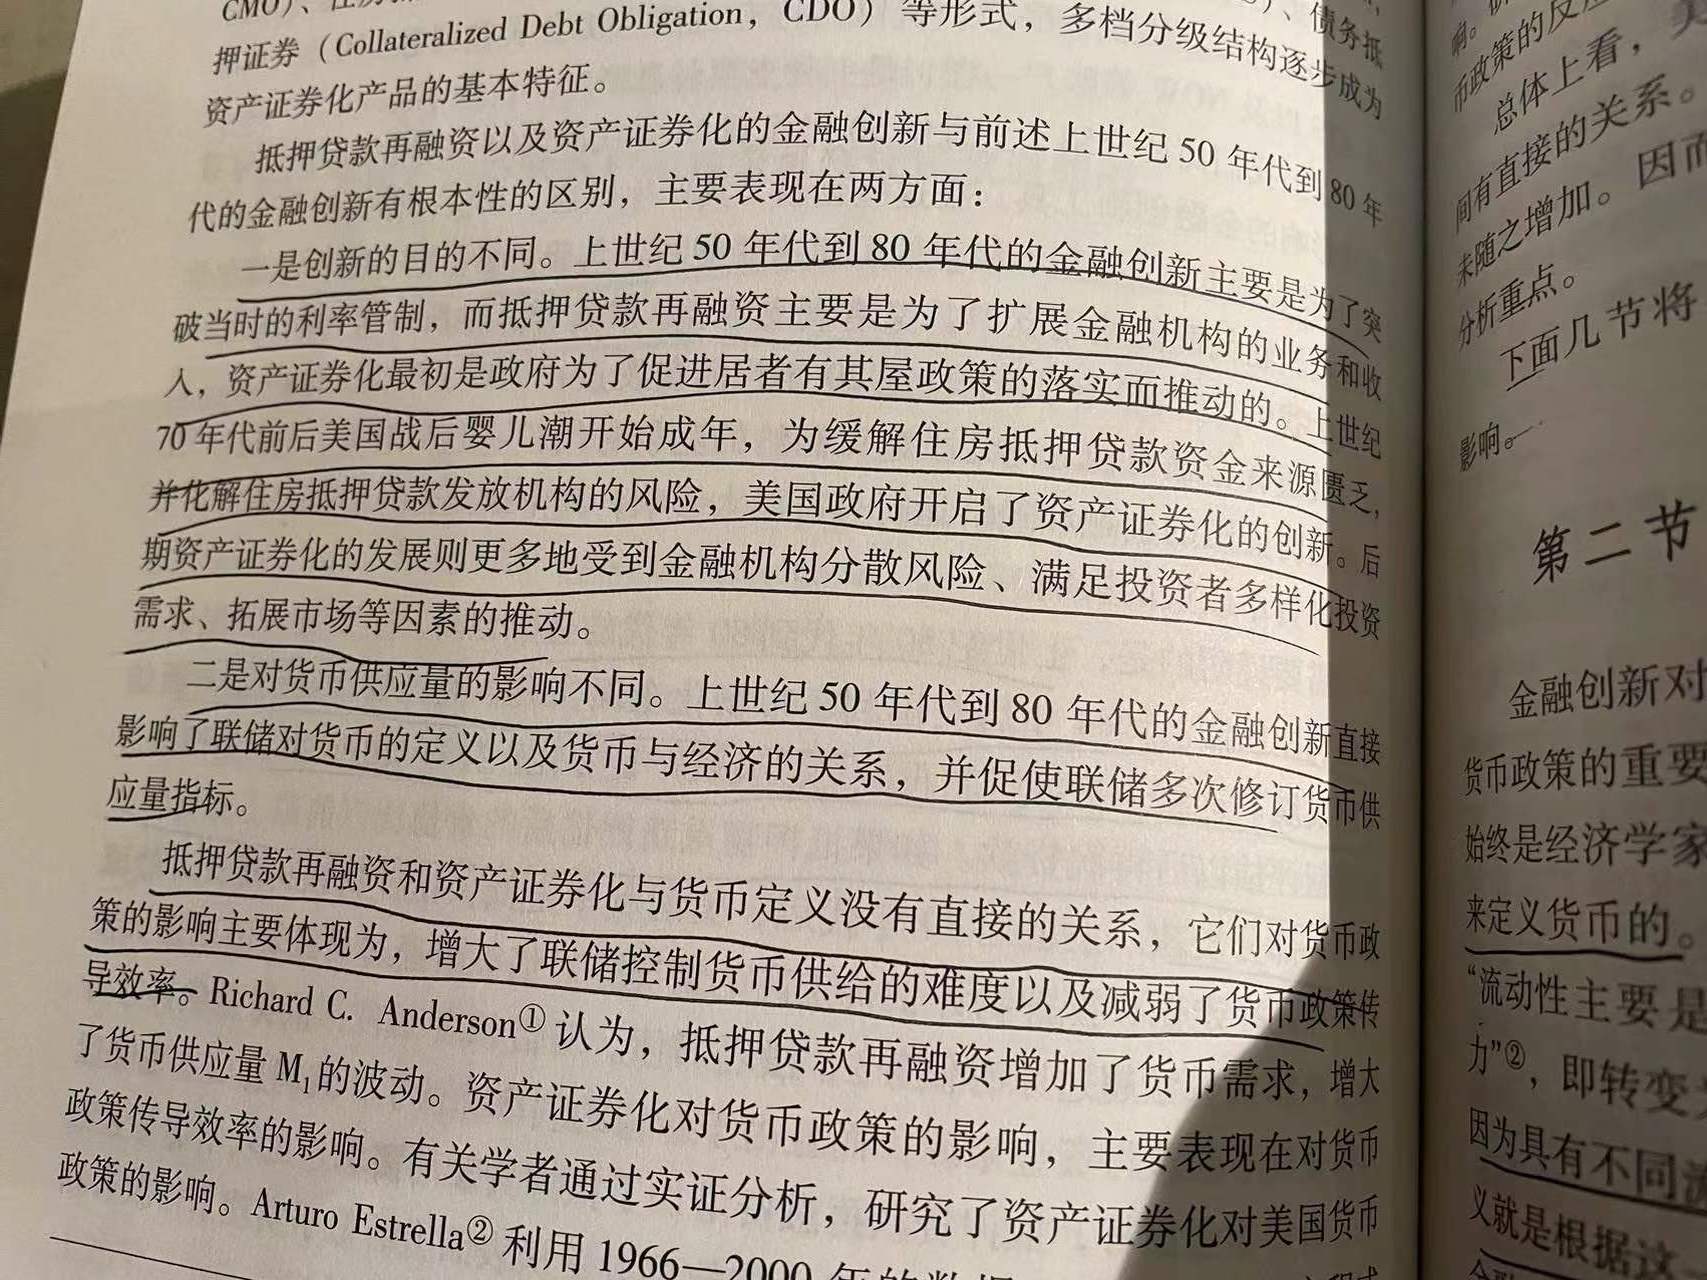 押证券（Collateralized Debt Obligation，CDO）等形式，多档分级结构逐步成为
资产证券化产品的基本特征。
抵押贷款再融资以及资产证券化的金融创新与前述上世纪 50 年代到 80 年
代的金融创新有根本性的区别，主要表现在两方面：
一是创新的目的不同。上世纪 50 年代到 80 年代的金融创新主要是为了突
破当时的利率管制，而抵押贷款再融资主要是为了扩展金融机构的业务和收
入，资产证券化最初是政府为了促进居者有其屋政策的落实而推动的。上世纪
70 年代前后美国战后婴儿潮开始成年，为缓解住房抵押贷款资金来源匮乏，
并化解住房抵押贷款发放机构的风险，美国政府开启了资产证券化的创新。后
期资产证券化的发展则更多地受到金融机构分散风险、满足投资者多样化投资
需求、拓展市场等因素的推动。
二是对货币供应量的影响不同。上世纪 50 年代到 80 年代的金融创新直接
影响了联储对货币的定义以及货币与经济的关系，并促使联储多次修订货币供
应量指标。
抵押贷款再融资和资产证券化与货币定义没有直接的关系，它们对货币政
策的影响主要体现为，增大了联储控制货币供给的难度以及减弱了货币政策传
导效率。Richard C. Anderson①认为，抵押贷款再融资增加了货币需求，增大
了货币供应量 M₁的波动。资产证券化对货币政策的影响，主要表现在对货币
政策传导效率的影响。有关学者通过实证分析，研究了资产证券化对美国货币
政策的影响。Arturo Estrella②利用 1966—2000 年的数据
币政策的反应
总体上看，
间有直接的关系。
未随之增加。因而
分析重点。
下面几节将
影响。
第二节
金融创新对
货币政策的重要
始终是经济学家
来定义货币的。
“流动性主要是
力”②，即转变
因为具有不同
义就是根据这